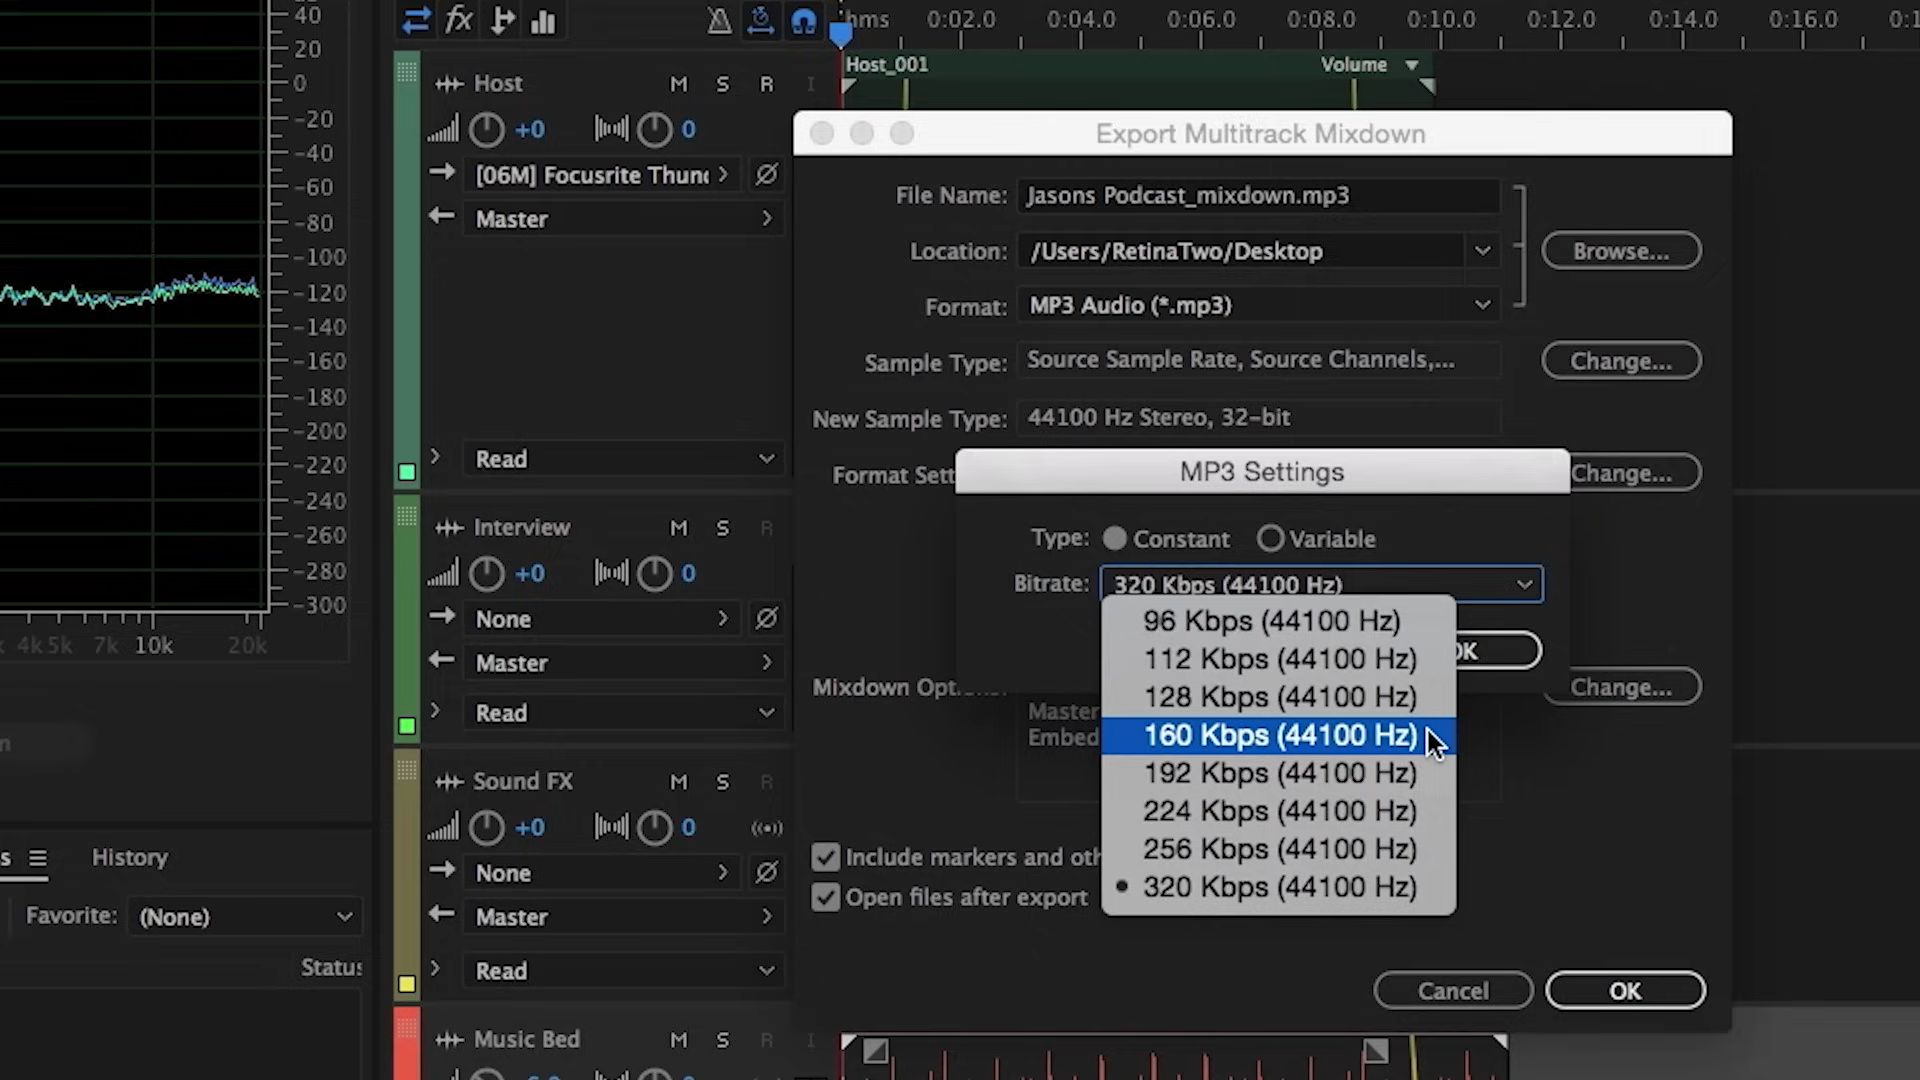 40
20
0
-20
-40
-60
-80
-100
-120
-140
-160
-180
-200
-220
-240
-260
-280
-300
4k 5k 7k 10k 20k
History
Favorite: (None)
fx
hms 0:02.0 0:04.0 0:06.0 0:08.0 0:10.0 0:12.0 0:14.0 0:16.0
Host_001 Volume
Host M S R I
+0 0
[06M] Focusrite Thun
Master
Read
Interview M S R
+0 0
None
Master
Read
Sound FX M S R
+0 0
None
Master
Read
Music Bed M S R I
Export Multitrack Mixdown
File Name: Jasons Podcast_mixdown.mp3
Location: /Users/RetinaTwo/Desktop Browse...
Format: MP3 Audio (*.mp3)
Sample Type: Source Sample Rate, Source Channels,... Change...
New Sample Type: 44100 Hz Stereo, 32-bit
Format Sett Change...
MP3 Settings
Type: Constant Variable
Bitrate: 320 Kbps (44100 Hz)
96 Kbps (44100 Hz)
112 Kbps (44100 Hz)
128 Kbps (44100 Hz)
160 Kbps (44100 Hz)
192 Kbps (44100 Hz)
224 Kbps (44100 Hz)
256 Kbps (44100 Hz)
320 Kbps (44100 Hz)
OK
Mixdown Opt Change...
Master
Embed
Include markers and oth
Open files after export
Cancel OK